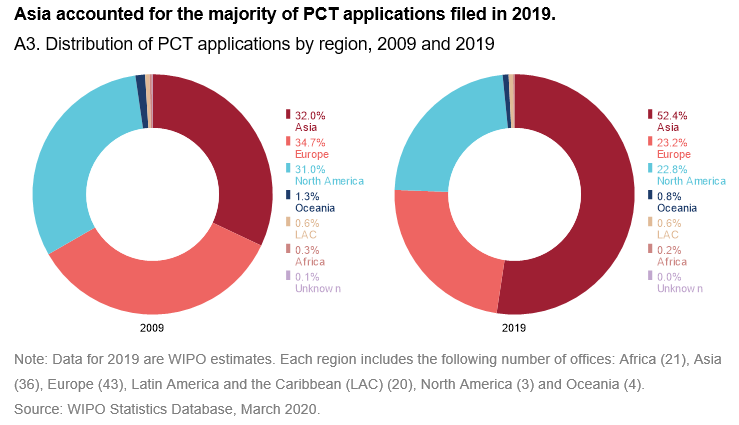 Asia accounted for the majority of PCT applications filed in 2019.
A3. Distribution of PCT applications by region, 2009 and 2019
32.0%
Asia
34.7%
Europe
31.0%
North America
1.3%
Oceania
0.6%
LAC
0.3%
Africa
0.1%
Unknown
2009
52.4%
Asia
23.2%
Europe
22.8%
North America
0.8%
Oceania
0.6%
LAC
0.2%
Africa
0.0%
Unknown
2019
Note: Data for 2019 are WIPO estimates. Each region includes the following number of offices: Africa (21), Asia
(36), Europe (43), Latin America and the Caribbean (LAC) (20), North America (3) and Oceania (4).
Source: WIPO Statistics Database, March 2020.